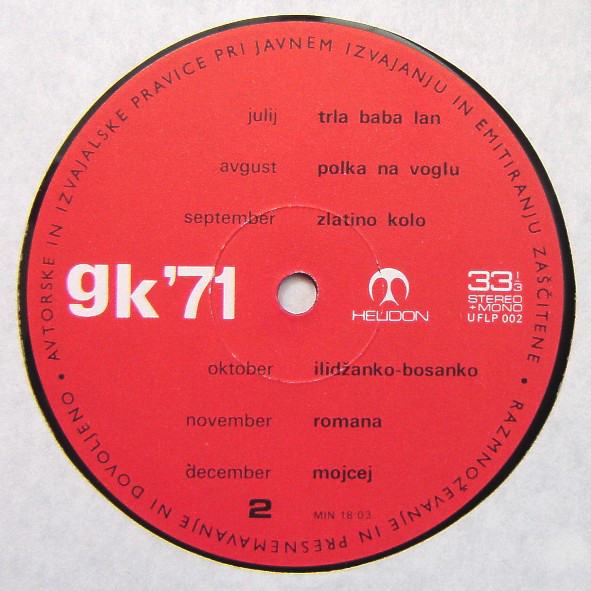 AVTORSKE IN IZVAJALSKE PRAVICE PRI JAVNEM IZVAJANJU IN EMITIRANJU ZAŠČITENE • RAZMNOŽEVANJE IN PRESNEMAVANJE NI DOVOLJENO •
julij trla baba lan
avgust polka na voglu
september zlatino kolo
gk '71
HELIDON
33 1/3
STEREO
+MONO
UFLP 002
oktober ilidžanko-bosanko
november romana
december mojcej
2 MIN 18·03